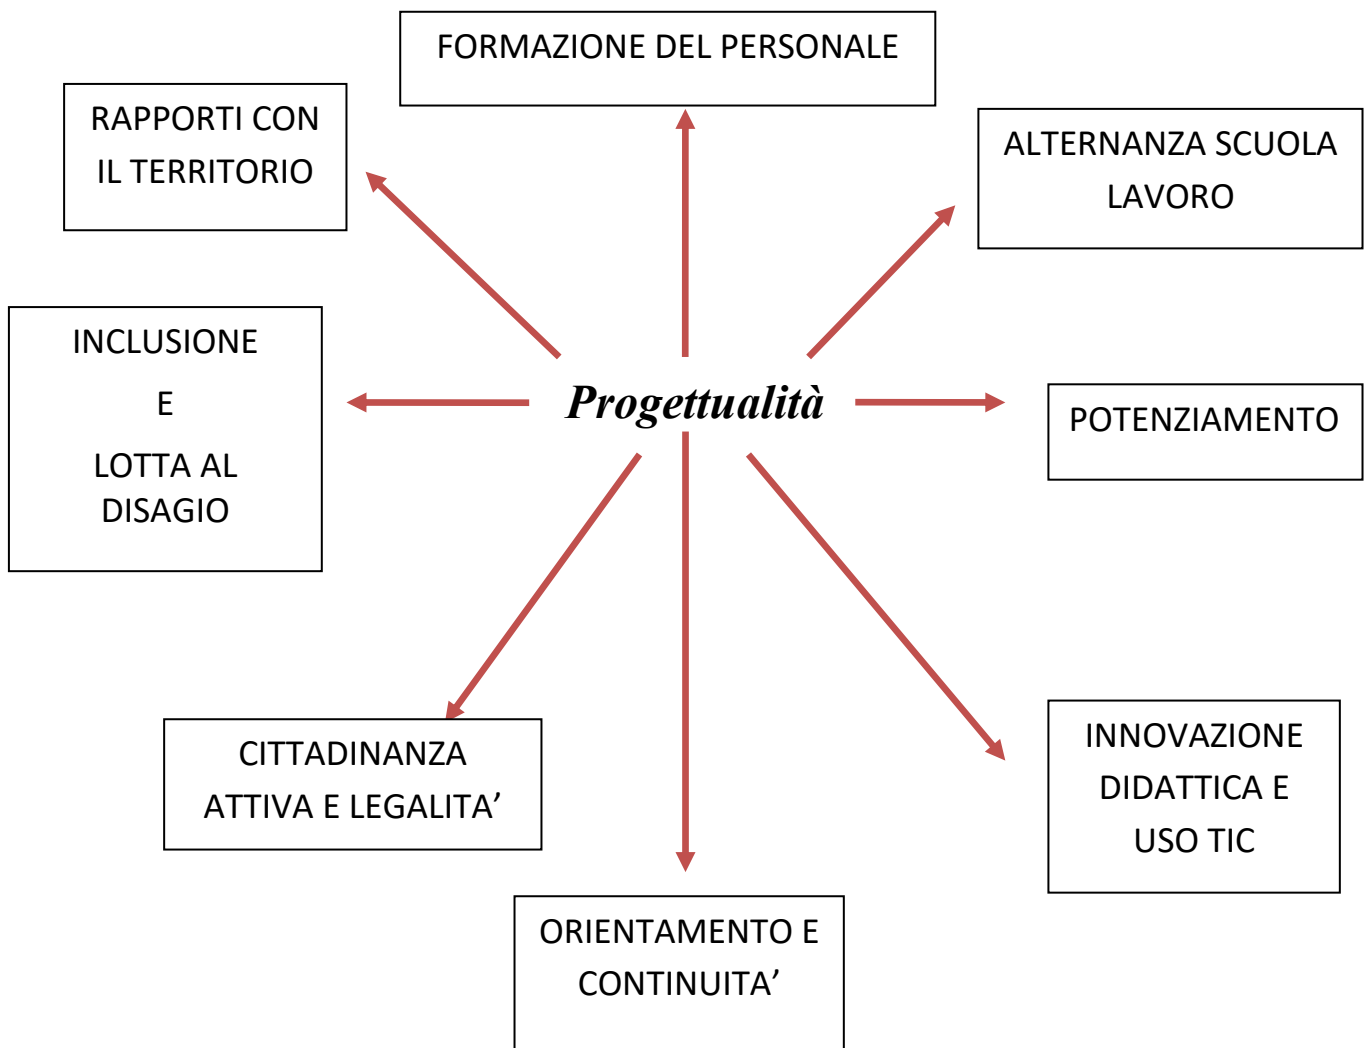 FORMAZIONE DEL PERSONALE
RAPPORTI CON
IL TERRITORIO
ALTERNANZA SCUOLA
LAVORO
INCLUSIONE
E
LOTTA AL
DISAGIO
Progettualità
POTENZIAMENTO
CITTADINANZA
ATTIVA E LEGALITA’
INNOVAZIONE
DIDATTICA E
USO TIC
ORIENTAMENTO E
CONTINUITA’